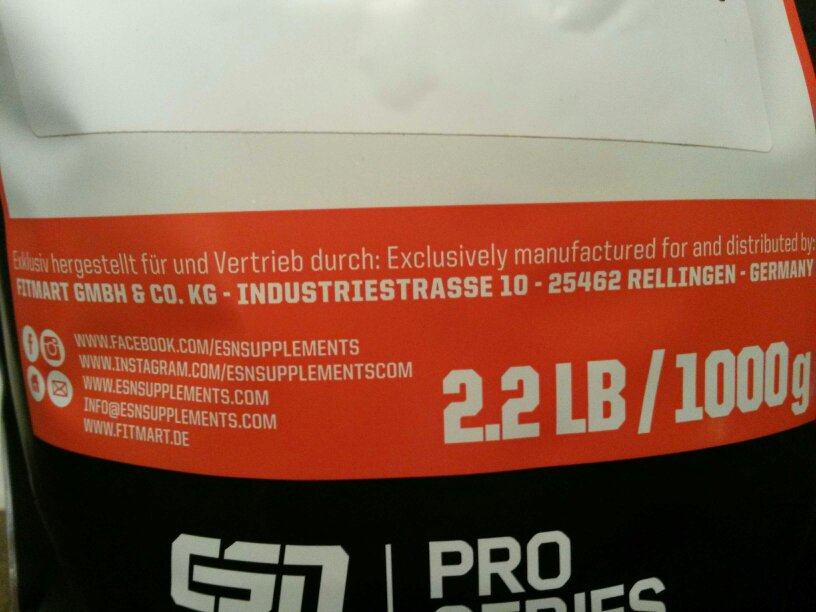 Exklusiv hergestellt für und Vertrieb durch: Exclusively manufactured for and distributed by:
FITMART GMBH & CO. KG - INDUSTRIESTRASSE 10 - 25462 RELLINGEN - GERMANY
WWW.FACEBOOK.COM/ESNSUPPLEMENTS
WWW.INSTAGRAM.COM/ESNSUPPLEMENTSCOM
WWW.ESNSUPPLEMENTS.COM
INFO@ESNSUPPLEMENTS.COM
WWW.FITMART.DE
2.2 LB / 1000g
ESN
PRO
SERIES